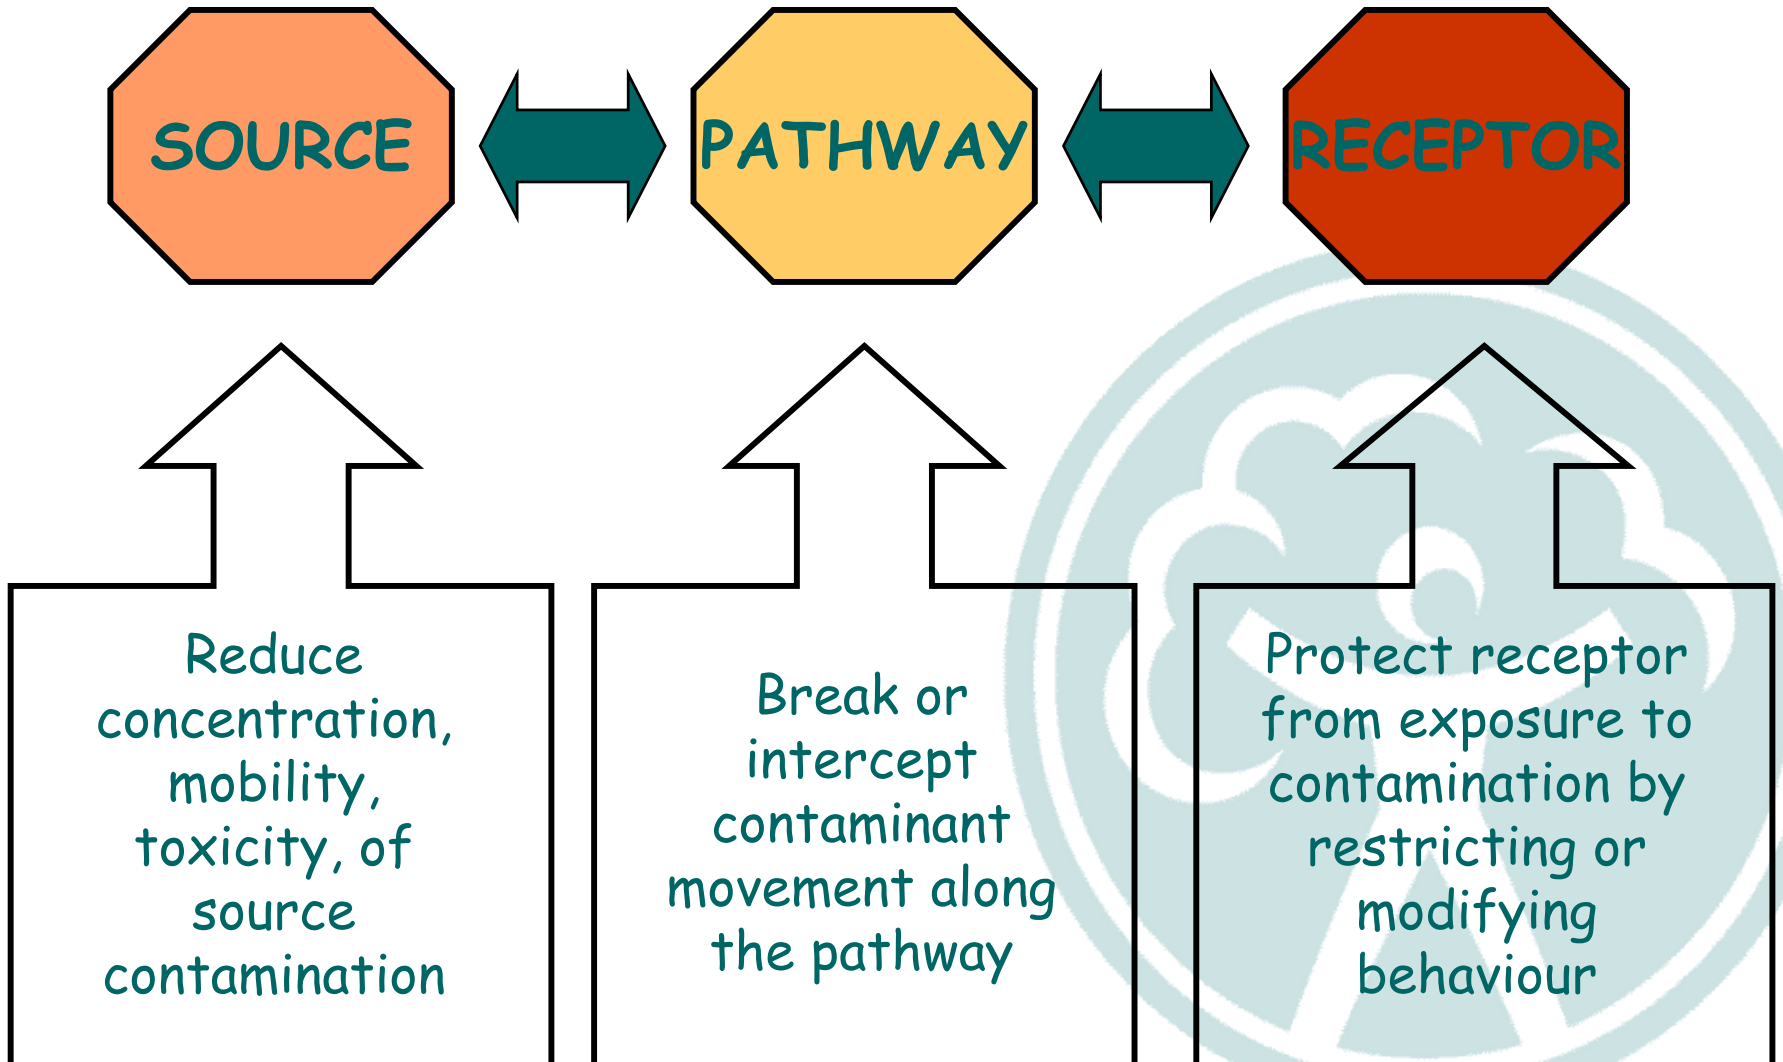 SOURCE
PATHWAY
RECEPTOR
Reduce
concentration,
mobility,
toxicity, of
source
contamination
Break or
intercept
contaminant
movement along
the pathway
Protect receptor
from exposure to
contamination by
restricting or
modifying
behaviour